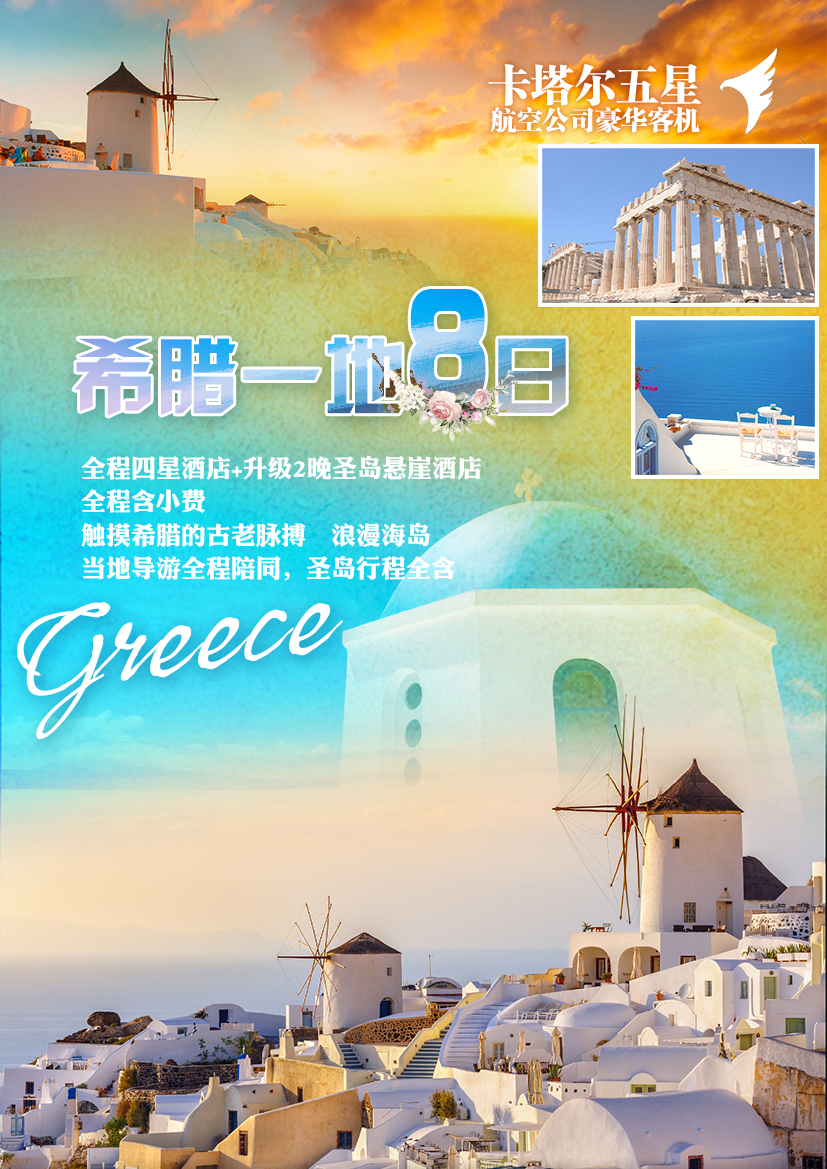 卡塔尔五星
航空公司豪华客机
希腊一地8日
全程四星酒店+升级2晚圣岛悬崖酒店
全程含小费
触摸希腊的古老脉搏　浪漫海岛
当地导游全程陪同，圣岛行程全含
Greece